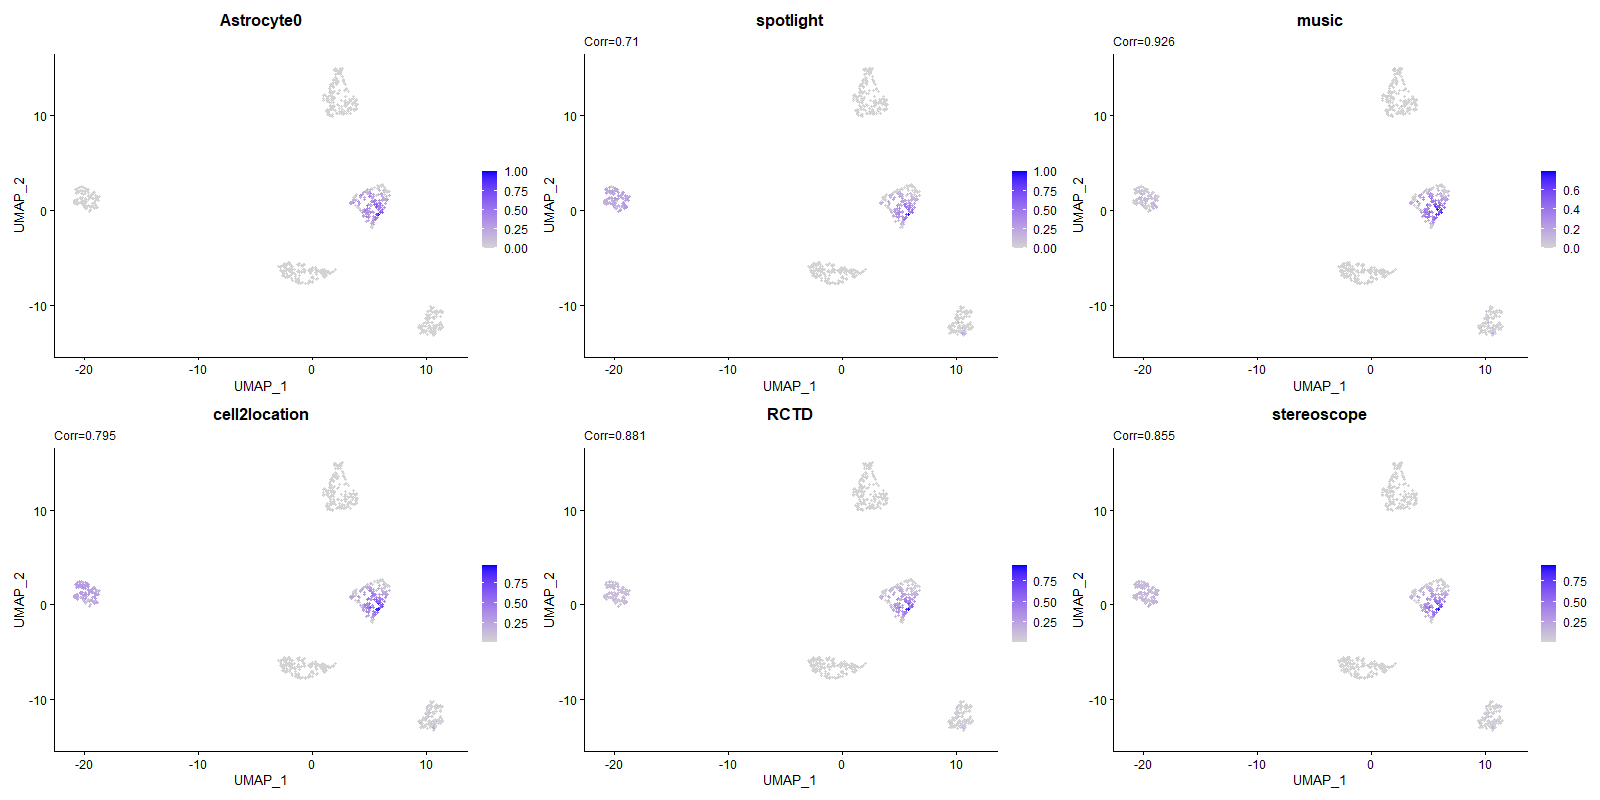 Astrocyte0
UMAP_2
10
0
-10
-20
-10
0
10
UMAP_1
1.00
0.75
0.50
0.25
0.00
spotlight
Corr=0.71
UMAP_2
10
0
-10
-20
-10
0
10
UMAP_1
1.00
0.75
0.50
0.25
0.00
music
Corr=0.926
UMAP_2
10
0
-10
-20
-10
0
10
UMAP_1
0.6
0.4
0.2
0.0
cell2location
Corr=0.795
UMAP_2
10
0
-10
-20
-10
0
10
UMAP_1
0.75
0.50
0.25
RCTD
Corr=0.881
UMAP_2
10
0
-10
-20
-10
0
10
UMAP_1
0.75
0.50
0.25
stereoscope
Corr=0.855
UMAP_2
10
0
-10
-20
-10
0
10
UMAP_1
0.75
0.50
0.25